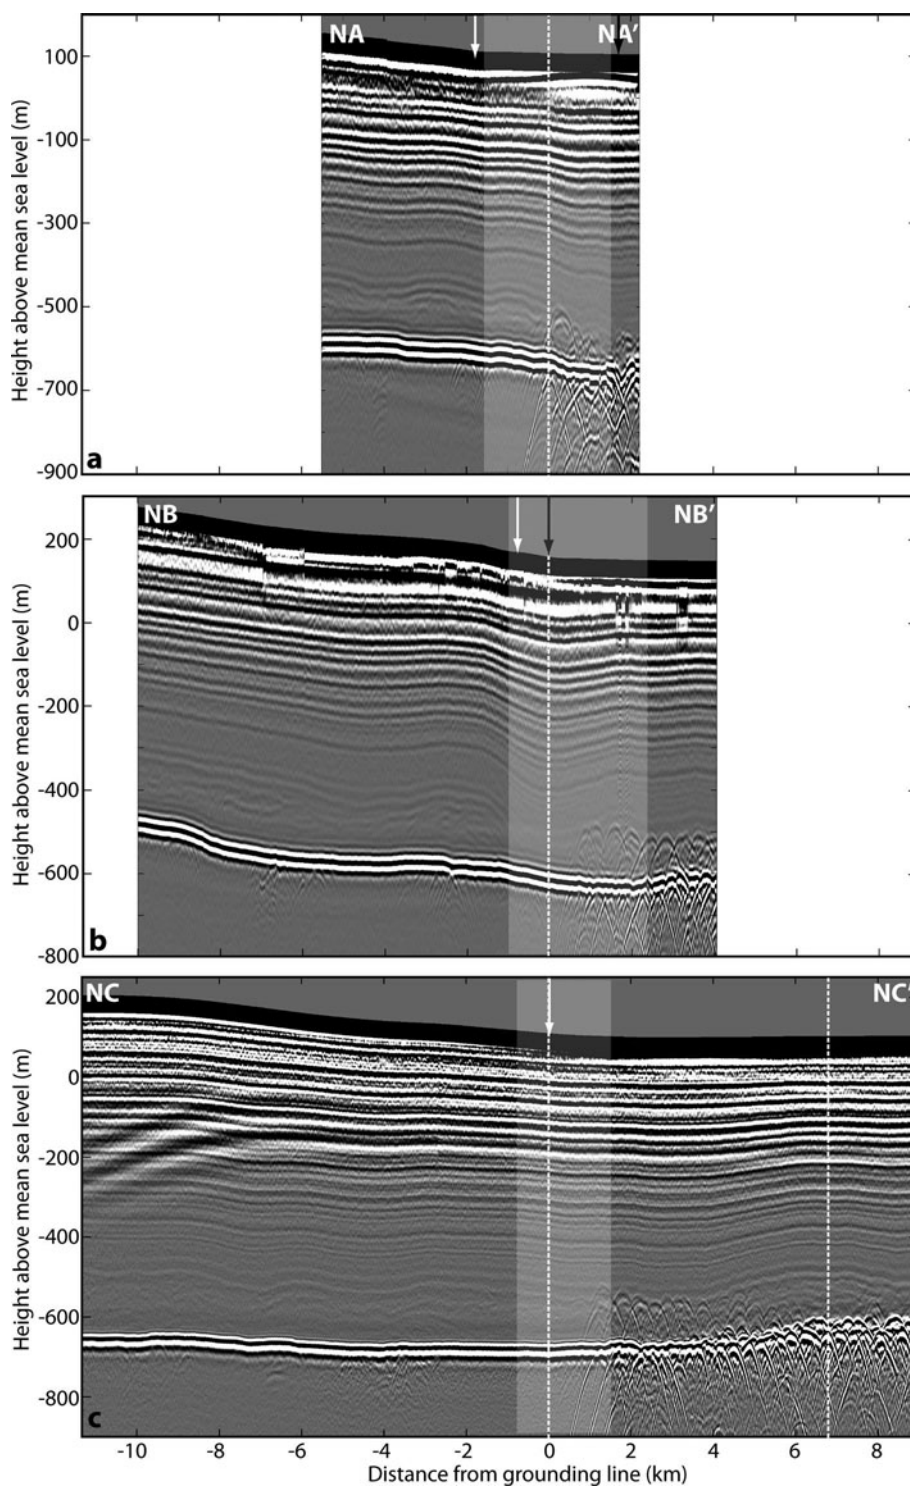 NA NA′
100
-100
-300
-500
-700
-900
Height above mean sea level (m)
a
NB NB′
200
0
-200
-400
-600
-800
Height above mean sea level (m)
b
NC NC′
200
0
-200
-400
-600
-800
Height above mean sea level (m)
c
-10 -8 -6 -4 -2 0 2 4 6 8
Distance from grounding line (km)